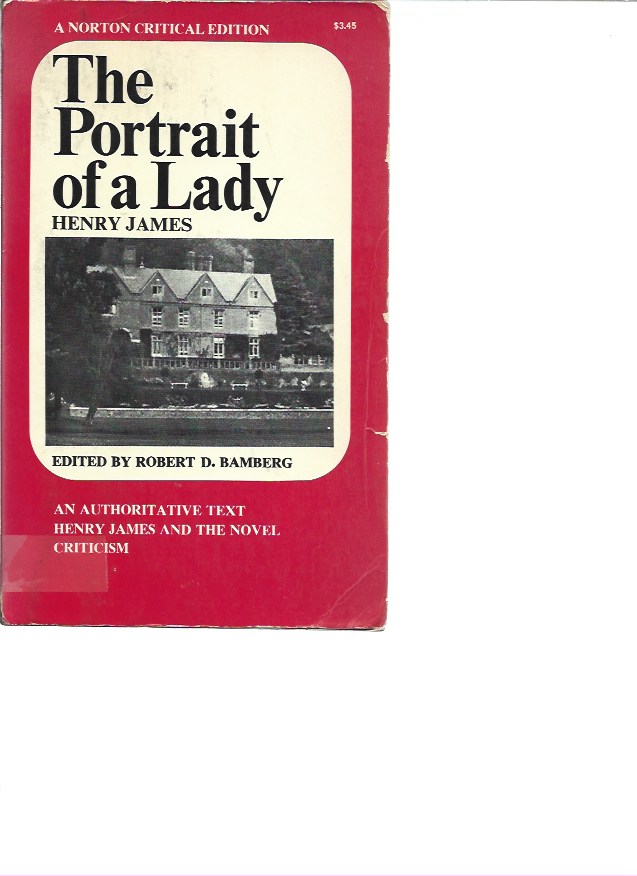 A NORTON CRITICAL EDITION
$3.45
The
Portrait
of a Lady
HENRY JAMES
EDITED BY ROBERT D. BAMBERG
AN AUTHORITATIVE TEXT
HENRY JAMES AND THE NOVEL
CRITICISM